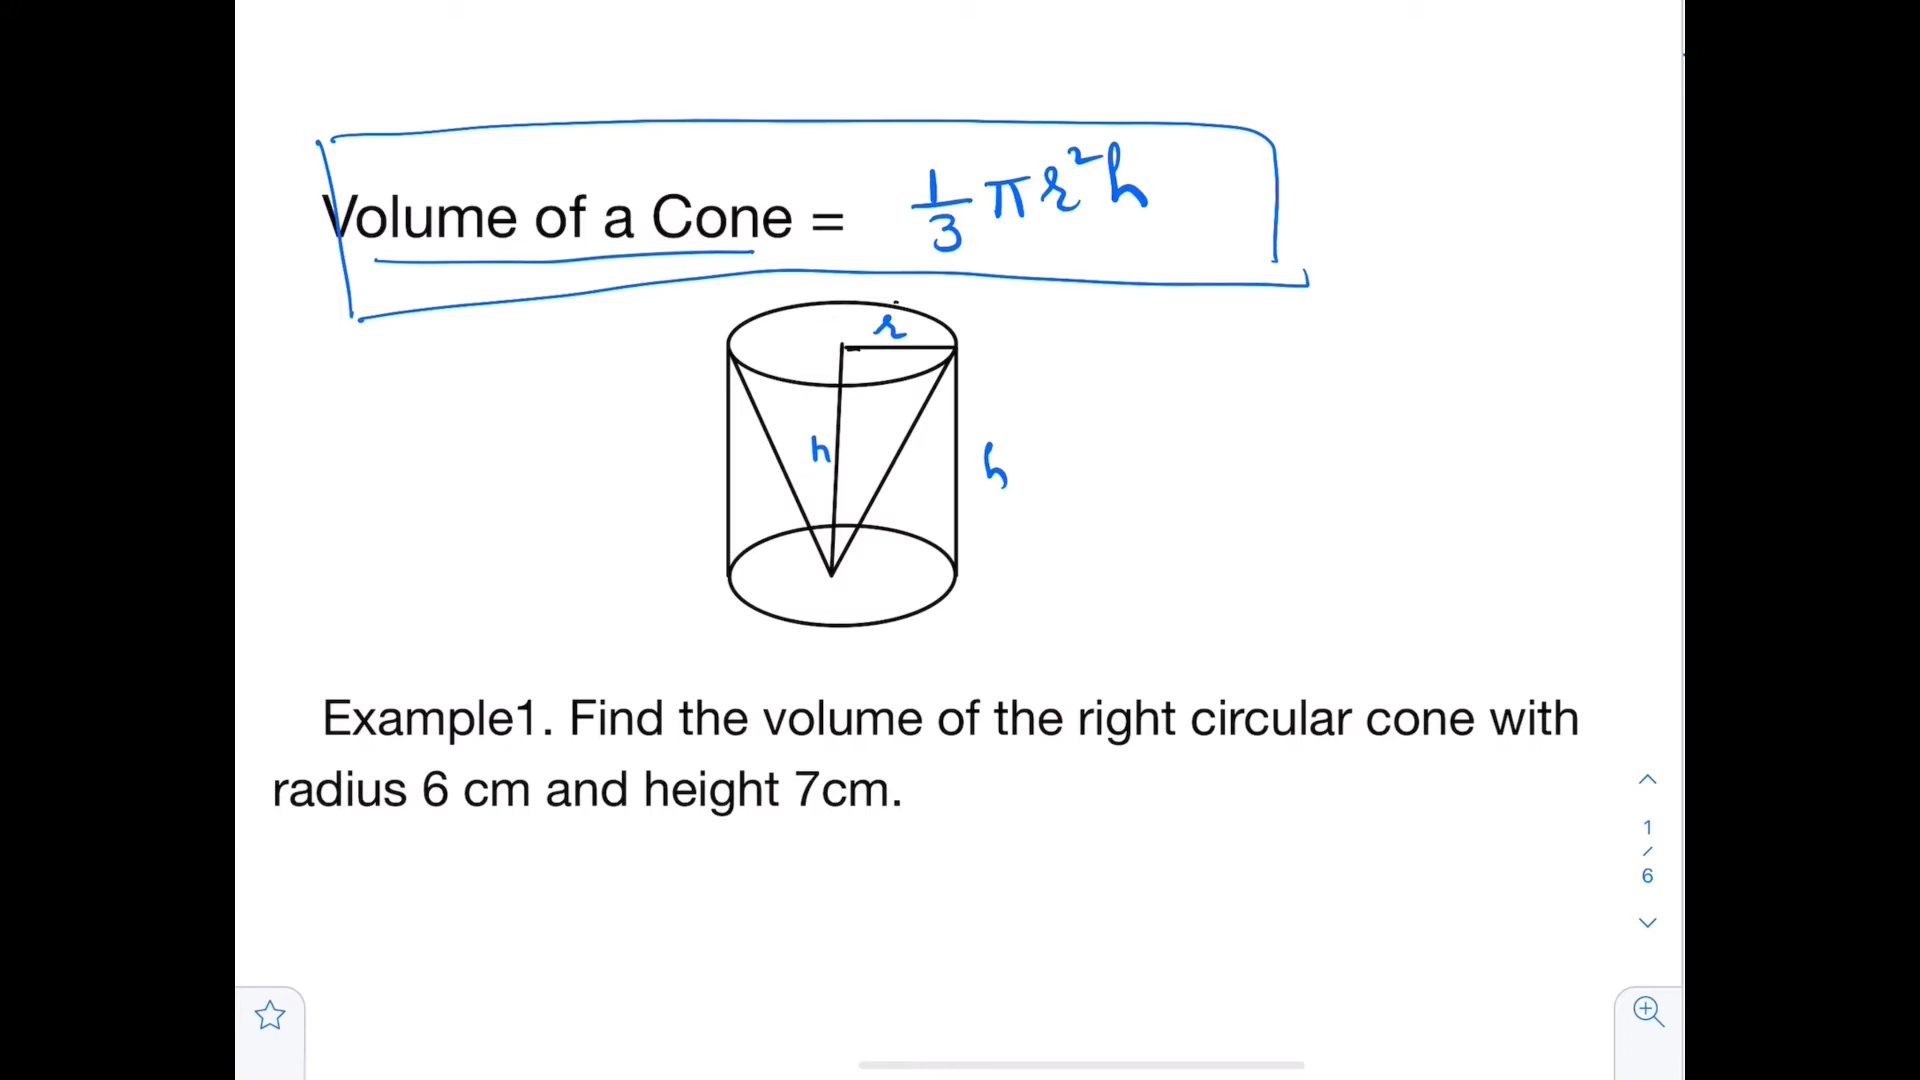 Volume of a Cone = 1/3 πr²h
r
h
h
Example1. Find the volume of the right circular cone with
radius 6 cm and height 7cm.
1
/
6